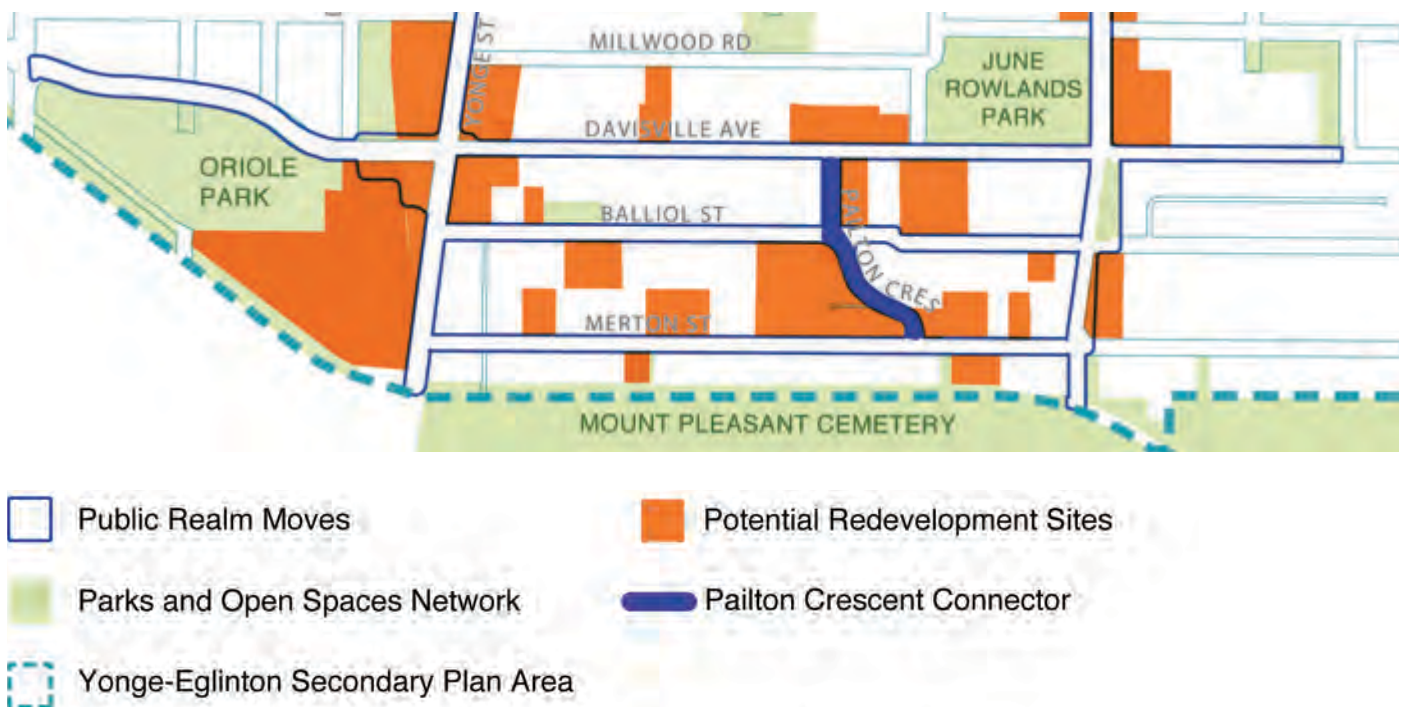 MILLWOOD RD
YONGE ST
JUNE
ROWLANDS
PARK
DAVISVILLE AVE
ORIOLE
PARK
BALLIOL ST
PAILTON CRES
MERTON ST
MOUNT PLEASANT CEMETERY
Public Realm Moves
Potential Redevelopment Sites
Parks and Open Spaces Network
Pailton Crescent Connector
Yonge-Eglinton Secondary Plan Area